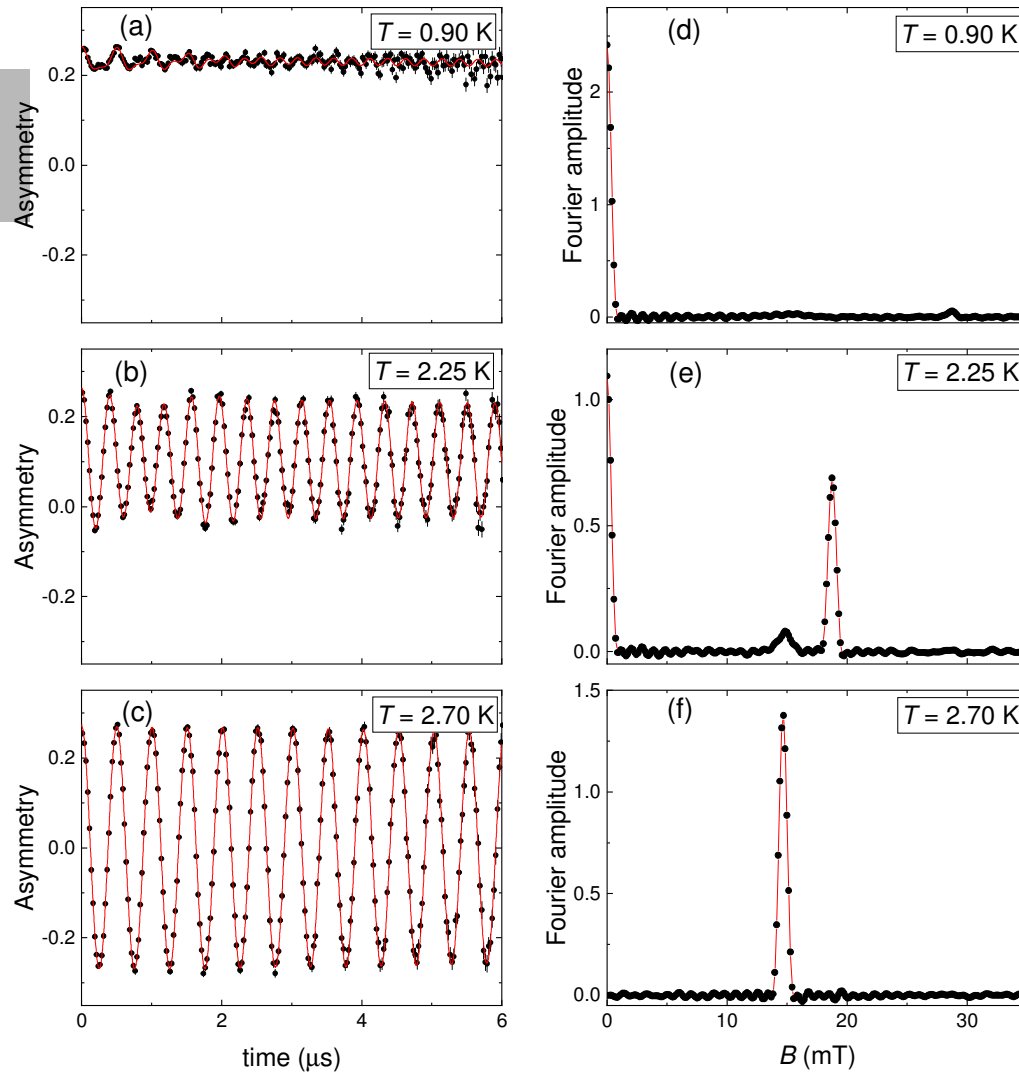 (a)
T = 0.90 K
0.2
0.0
-0.2
Asymmetry
(d)
T = 0.90 K
2
1
0
Fourier amplitude
(b)
T = 2.25 K
0.2
0.0
-0.2
Asymmetry
(e)
T = 2.25 K
1.0
0.5
0.0
Fourier amplitude
(c)
T = 2.70 K
0.2
0.0
-0.2
Asymmetry
0 2 4 6
time (μs)
(f)
T = 2.70 K
1.5
1.0
0.5
0.0
Fourier amplitude
0 10 20 30
B (mT)